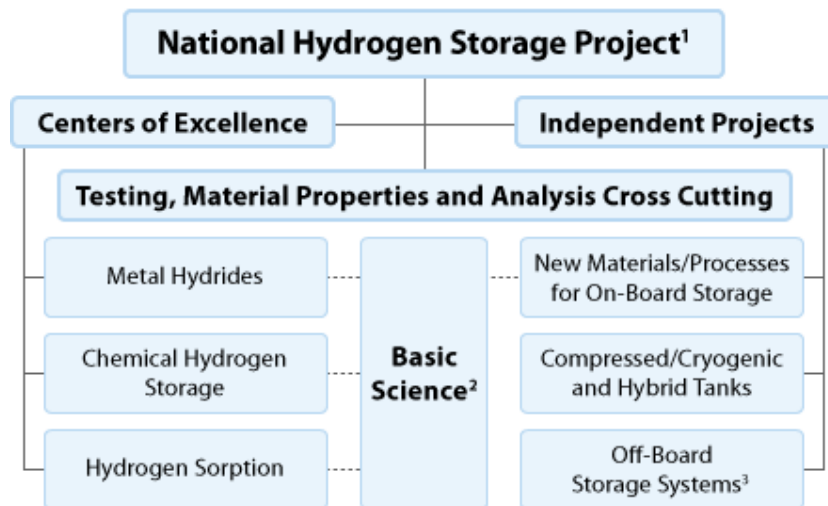 National Hydrogen Storage Project¹
Centers of Excellence
Independent Projects
Testing, Material Properties and Analysis Cross Cutting
Metal Hydrides
New Materials/Processes
for On-Board Storage
Chemical Hydrogen
Storage
Basic
Science²
Compressed/Cryogenic
and Hybrid Tanks
Hydrogen Sorption
Off-Board
Storage Systems³